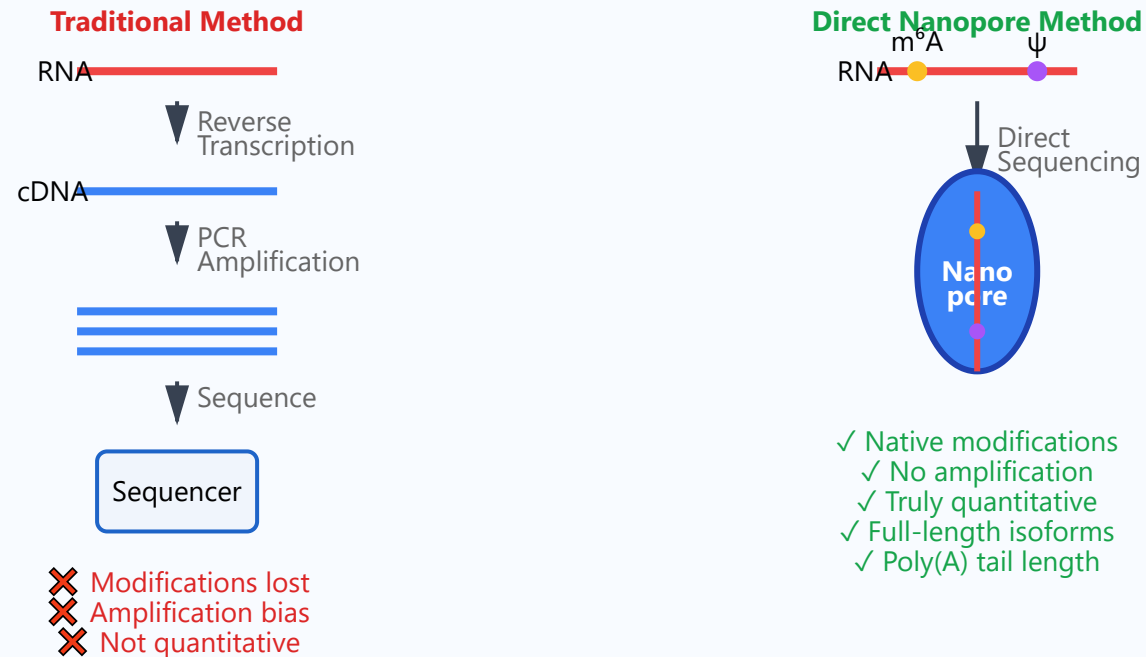 Traditional Method
RNA
Reverse
Transcription
cDNA
PCR
Amplification
Sequence
Sequencer
❌ Modifications lost
❌ Amplification bias
❌ Not quantitative
Direct Nanopore Method
m⁶A
ψ
RNA
Direct
Sequencing
Nano
pore
✓ Native modifications
✓ No amplification
✓ Truly quantitative
✓ Full-length isoforms
✓ Poly(A) tail length